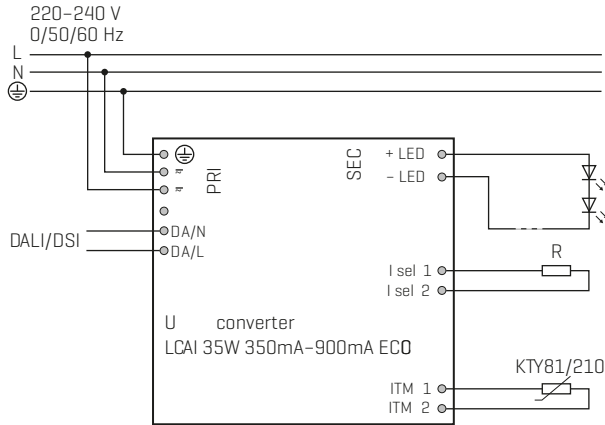 220–240 V
0/50/60 Hz
L
N
PRI
SEC
+ LED
– LED
DALI/DSI
DA/N
DA/L
I sel 1
I sel 2
R
U converter
LCAI 35W 350mA–900mA ECO
KTY81/210
ITM 1
ITM 2